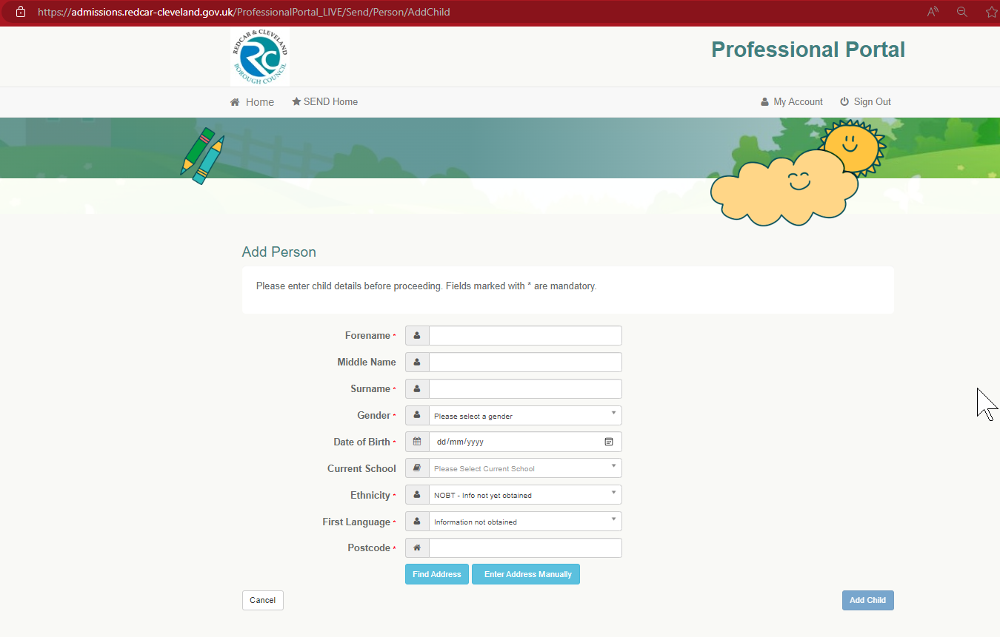 https://admissions.redcar-cleveland.gov.uk/ProfessionalPortal_LIVE/Send/Person/AddChild
REDCAR & CLEVELAND
RC
BOROUGH COUNCIL
Professional Portal
Home SEND Home My Account Sign Out
Add Person
Please enter child details before proceeding. Fields marked with * are mandatory.
Forename *
Middle Name
Surname *
Gender * Please select a gender
Date of Birth * dd/mm/yyyy
Current School Please Select Current School
Ethnicity * NOBT - Info not yet obtained
First Language * Information not obtained
Postcode *
Find Address Enter Address Manually
Cancel Add Child